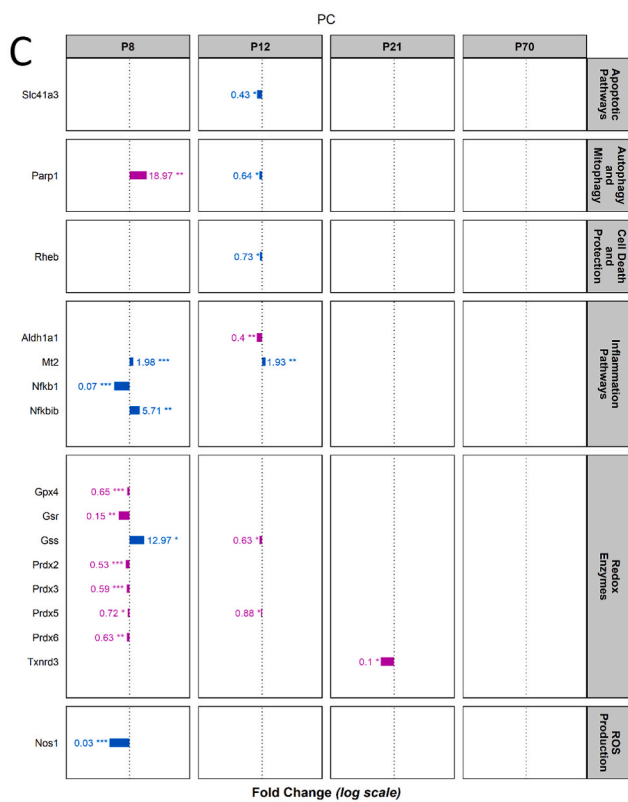 PC
C
P8 P12 P21 P70
Slc41a3 0.43 *
Apoptotic
Pathways
Parp1 18.97 ** 0.64 *
Autophagy
and
Mitophagy
Rheb 0.73 *
Cell Death
and
Protection
Aldh1a1 0.4 **
Mt2 1.98 *** 1.93 **
Nfkb1 0.07 ***
Nfkbib 5.71 **
Inflammation
Pathways
Gpx4 0.65 ***
Gsr 0.15 **
Gss 12.97 * 0.63 *
Prdx2 0.53 ***
Prdx3 0.59 ***
Prdx5 0.72 * 0.88 *
Prdx6 0.63 **
Txnrd3 0.1 *
Redox
Enzymes
Nos1 0.03 ***
ROS
Production
Fold Change (log scale)